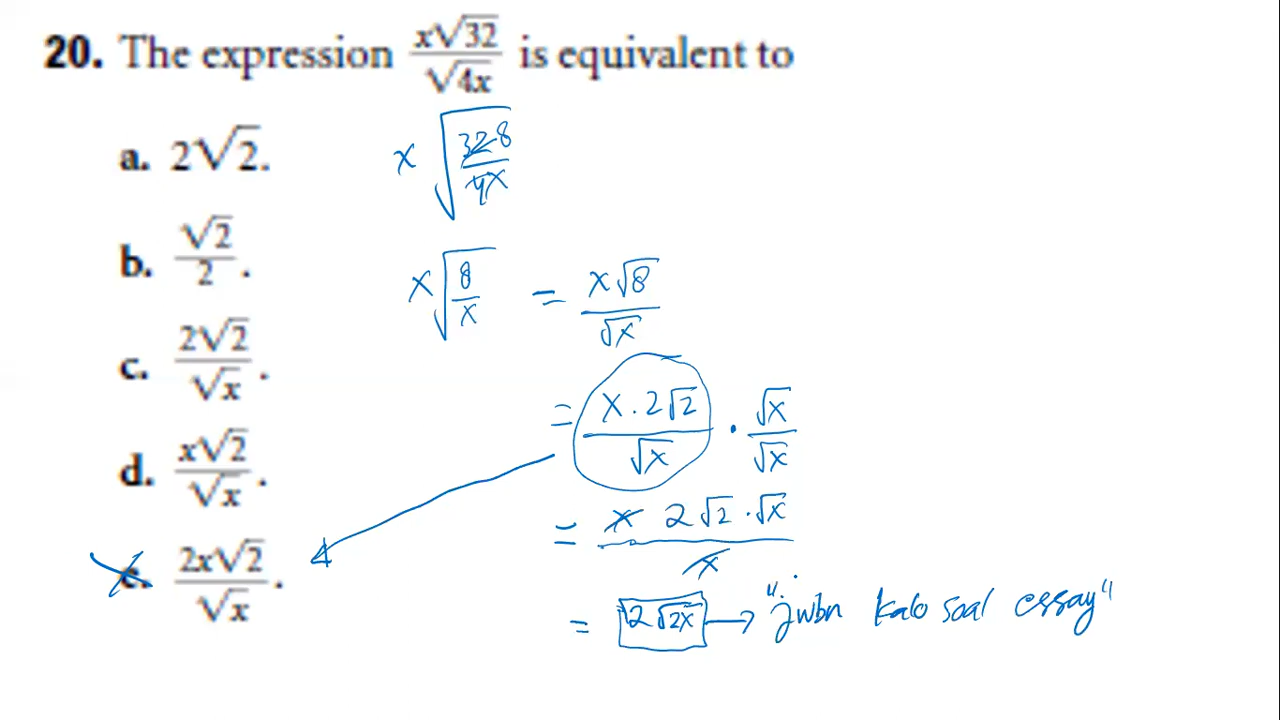 20. The expression x√32/√4x is equivalent to
a. 2√2.
b. √2/2.
c. 2√2/√x.
d. x√2/√x.
e. 2x√2/√x.
x √(32 8/4x)
x √(8/x) = x√8/√x
= x · 2√2/√x · √x/√x
= x 2√2 · √x/x
= 2√2x → "jwbn kalo soal essay"